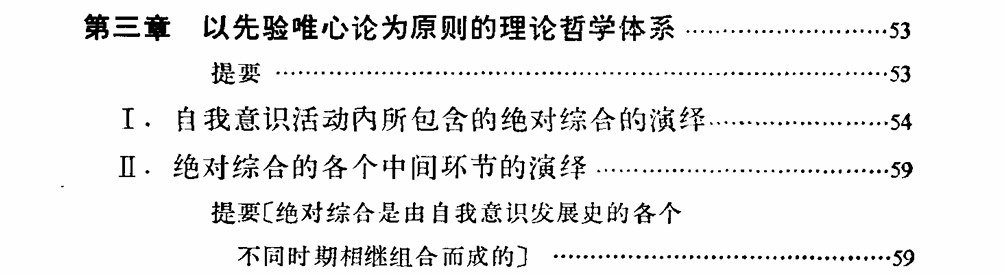 第三章 以先验唯心论为原则的理论哲学体系 ……………………53
提要 ……………………………………………………………53
Ⅰ. 自我意识活动内所包含的绝对综合的演绎…………………54
Ⅱ. 绝对综合的各个中间环节的演绎 ……………………………59
提要〔绝对综合是由自我意识发展史的各个
不同时期相继组合而成的〕 …………………………………59